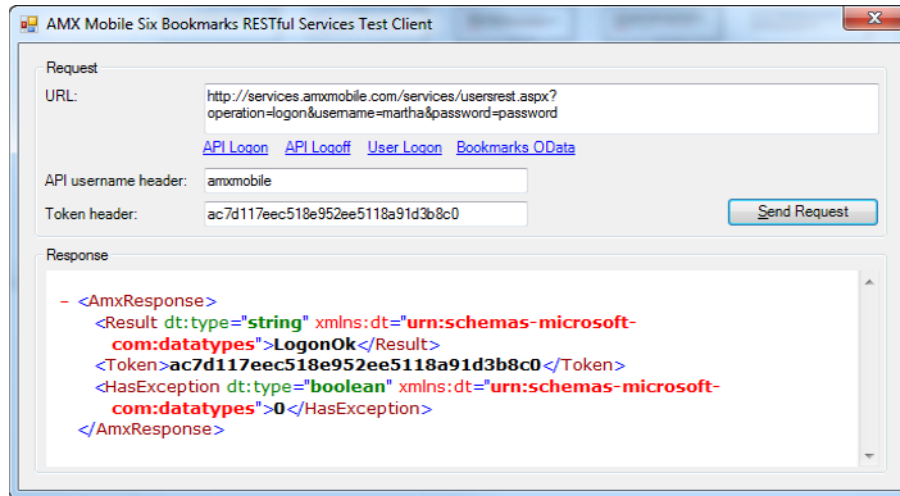 AMX Mobile Six Bookmarks RESTful Services Test Client
Request
URL:
http://services.amxmobile.com/services/usersrest.aspx?
operation=logon&username=martha&password=password
API Logon API Logoff User Logon Bookmarks OData
API username header: amxmobile
Token header: ac7d117eec518e952ee5118a91d3b8c0
Send Request
Response
- <AmxResponse>
<Result dt:type="string" xmlns:dt="urn:schemas-microsoft-
com:datatypes">LogonOk</Result>
<Token>ac7d117eec518e952ee5118a91d3b8c0</Token>
<HasException dt:type="boolean" xmlns:dt="urn:schemas-microsoft-
com:datatypes">0</HasException>
</AmxResponse>